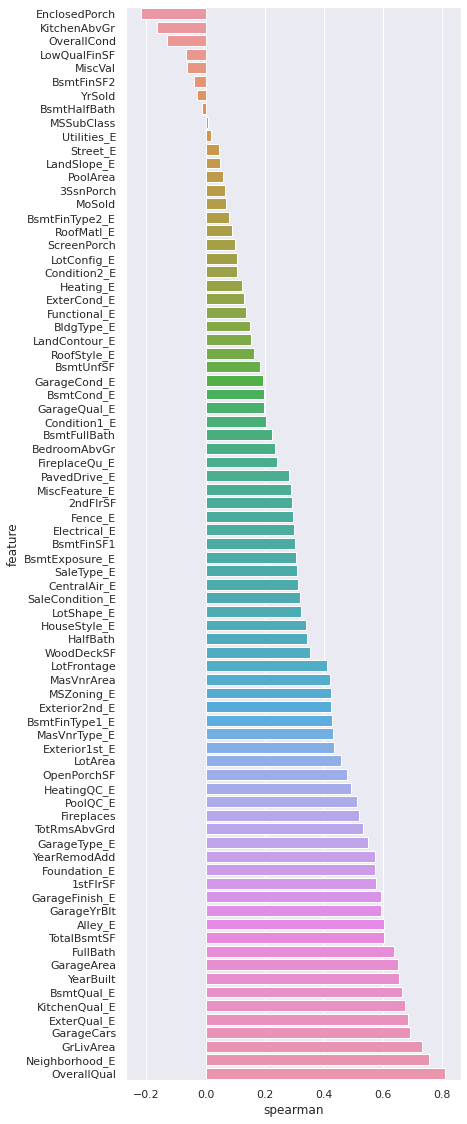 EnclosedPorch
KitchenAbvGr
OverallCond
LowQualFinSF
MiscVal
BsmtFinSF2
YrSold
BsmtHalfBath
MSSubClass
Utilities_E
Street_E
LandSlope_E
PoolArea
3SsnPorch
MoSold
BsmtFinType2_E
RoofMatl_E
ScreenPorch
LotConfig_E
Condition2_E
Heating_E
ExterCond_E
Functional_E
BldgType_E
LandContour_E
RoofStyle_E
BsmtUnfSF
GarageCond_E
BsmtCond_E
GarageQual_E
Condition1_E
BsmtFullBath
BedroomAbvGr
FireplaceQu_E
PavedDrive_E
MiscFeature_E
2ndFlrSF
Fence_E
Electrical_E
BsmtFinSF1
BsmtExposure_E
SaleType_E
CentralAir_E
SaleCondition_E
LotShape_E
HouseStyle_E
HalfBath
WoodDeckSF
LotFrontage
MasVnrArea
MSZoning_E
Exterior2nd_E
BsmtFinType1_E
MasVnrType_E
Exterior1st_E
LotArea
OpenPorchSF
HeatingQC_E
PoolQC_E
Fireplaces
TotRmsAbvGrd
GarageType_E
YearRemodAdd
Foundation_E
1stFlrSF
GarageFinish_E
GarageYrBlt
Alley_E
TotalBsmtSF
FullBath
GarageArea
YearBuilt
BsmtQual_E
KitchenQual_E
ExterQual_E
GarageCars
GrLivArea
Neighborhood_E
OverallQual
feature
−0.2 0.0 0.2 0.4 0.6 0.8
spearman